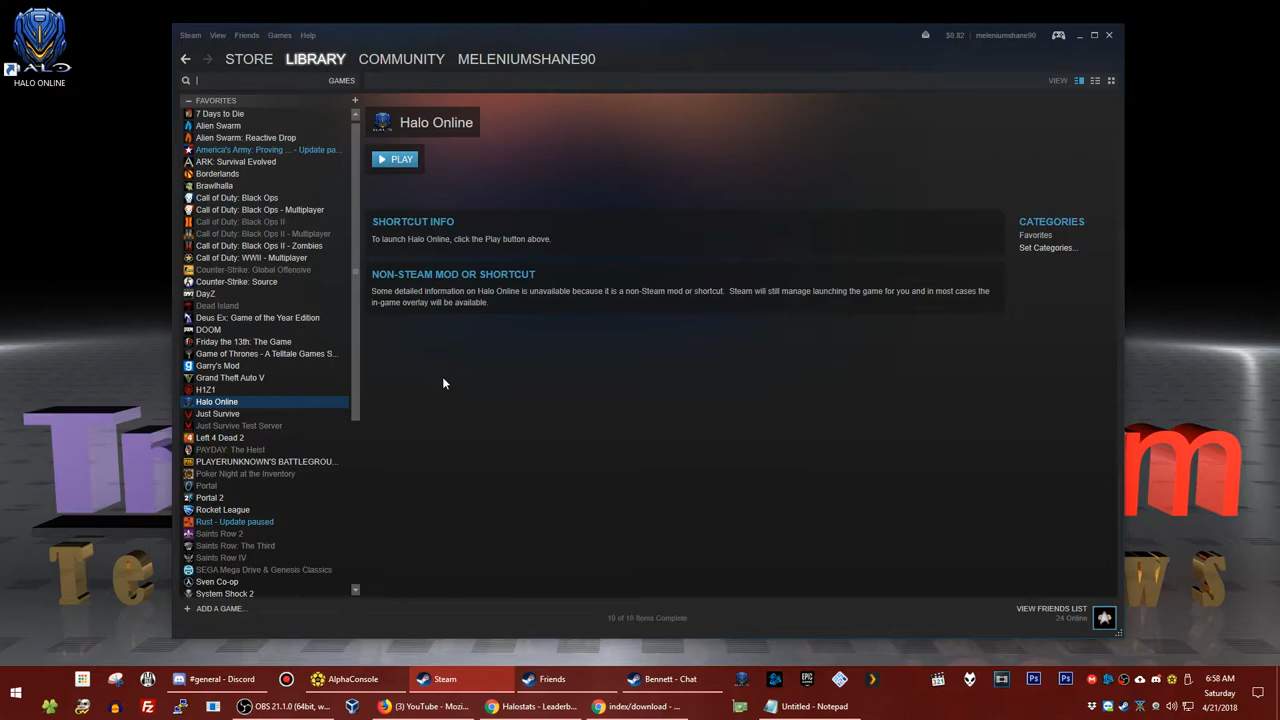 HALO
HALO ONLINE
Steam View Friends Games Help
$0.82 meleniumshane90
STORE LIBRARY COMMUNITY MELENIUMSHANE90
GAMES
VIEW
FAVORITES
7 Days to Die
Alien Swarm
Alien Swarm: Reactive Drop
America's Army: Proving ... - Update pa...
ARK: Survival Evolved
Borderlands
Brawlhalla
Call of Duty: Black Ops
Call of Duty: Black Ops - Multiplayer
Call of Duty: Black Ops II
Call of Duty: Black Ops II - Multiplayer
Call of Duty: Black Ops II - Zombies
Call of Duty: WWII - Multiplayer
Counter-Strike: Global Offensive
Counter-Strike: Source
DayZ
Dead Island
Deus Ex: Game of the Year Edition
DOOM
Friday the 13th: The Game
Game of Thrones - A Telltale Games S...
Garry's Mod
Grand Theft Auto V
H1Z1
Halo Online
Just Survive
Just Survive Test Server
Left 4 Dead 2
PAYDAY: The Heist
PLAYERUNKNOWN'S BATTLEGROU...
Poker Night at the Inventory
Portal
Portal 2
Rocket League
Rust - Update paused
Saints Row 2
Saints Row: The Third
Saints Row IV
SEGA Mega Drive & Genesis Classics
Sven Co-op
System Shock 2
ADD A GAME...
Halo Online
PLAY
SHORTCUT INFO
To launch Halo Online, click the Play button above.
NON-STEAM MOD OR SHORTCUT
Some detailed information on Halo Online is unavailable because it is a non-Steam mod or shortcut. Steam will still manage launching the game for you and in most cases the
in-game overlay will be available.
CATEGORIES
Favorites
Set Categories...
10 of 10 Items Complete
VIEW FRIENDS LIST
24 Online
#general - Discord
AlphaConsole
Steam
Friends
Bennett - Chat
OBS 21.1.0 (64bit, w...
(3) YouTube - Mozi...
Halostats - Leaderb...
index/download - ...
Untitled - Notepad
6:58 AM
Saturday
4/21/2018